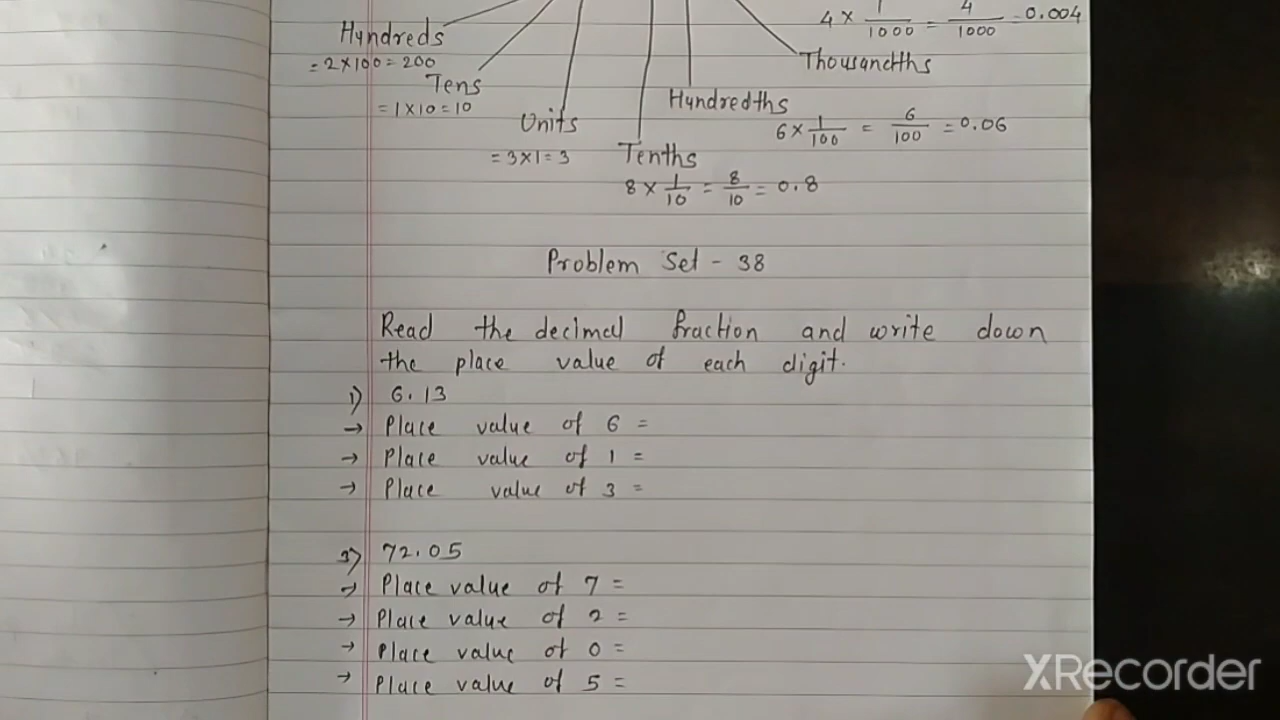 4 × 1/1000 = 4/1000 = 0.004
Hundreds
= 2 × 100 = 200
Thousandths
Tens
= 1 × 10 = 10
Hundredths
6 × 1/100 = 6/100 = 0.06
Units
= 3 × 1 = 3
Tenths
8 × 1/10 = 8/10 = 0.8
Problem Set - 38
Read the decimal fraction and write down
the place value of each digit.
1) 6.13
→ Place value of 6 =
→ Place value of 1 =
→ Place value of 3 =
3) 72.05
→ Place value of 7 =
→ Place value of 2 =
→ Place value of 0 =
→ Place value of 5 =
XRecorder